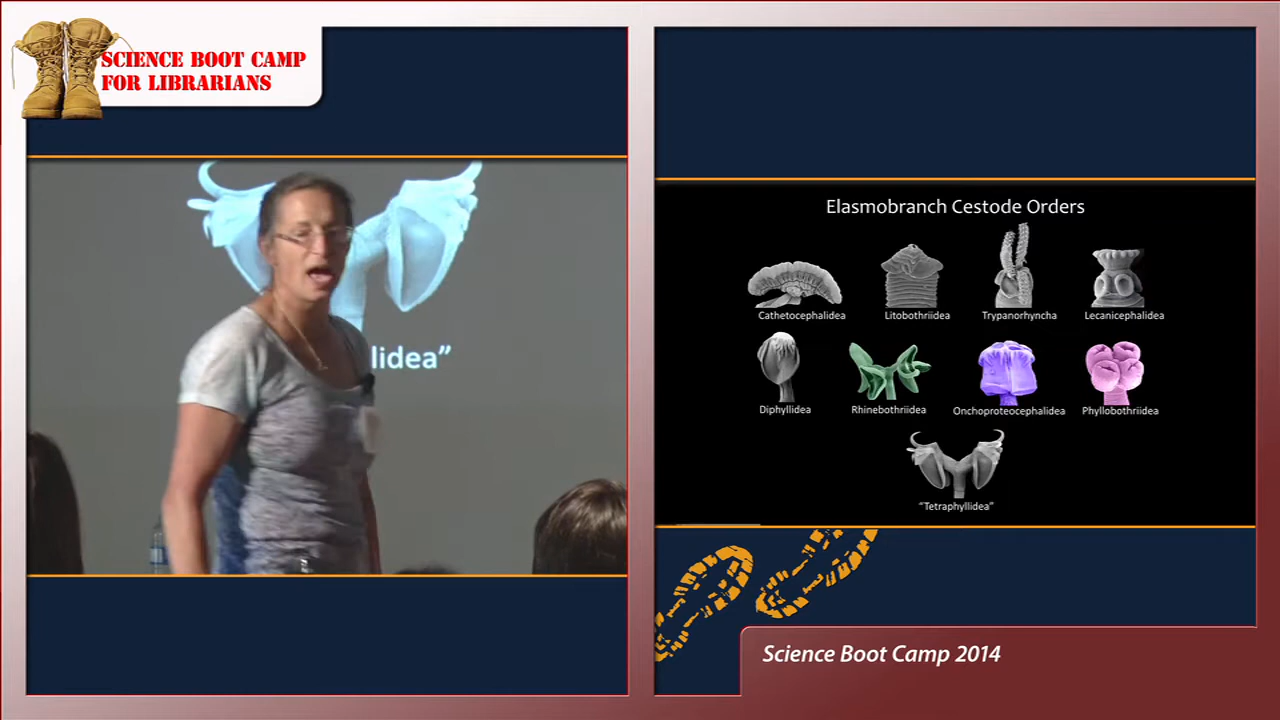 SCIENCE BOOT CAMP
FOR LIBRARIANS
lidea”
Elasmobranch Cestode Orders
Cathetocephalidea
Litobothriidea
Trypanorhyncha
Lecanicephalidea
Diphyllidea
Rhinebothriidea
Onchoproteocephalidea
Phyllobothriidea
“Tetraphyllidea”
Science Boot Camp 2014